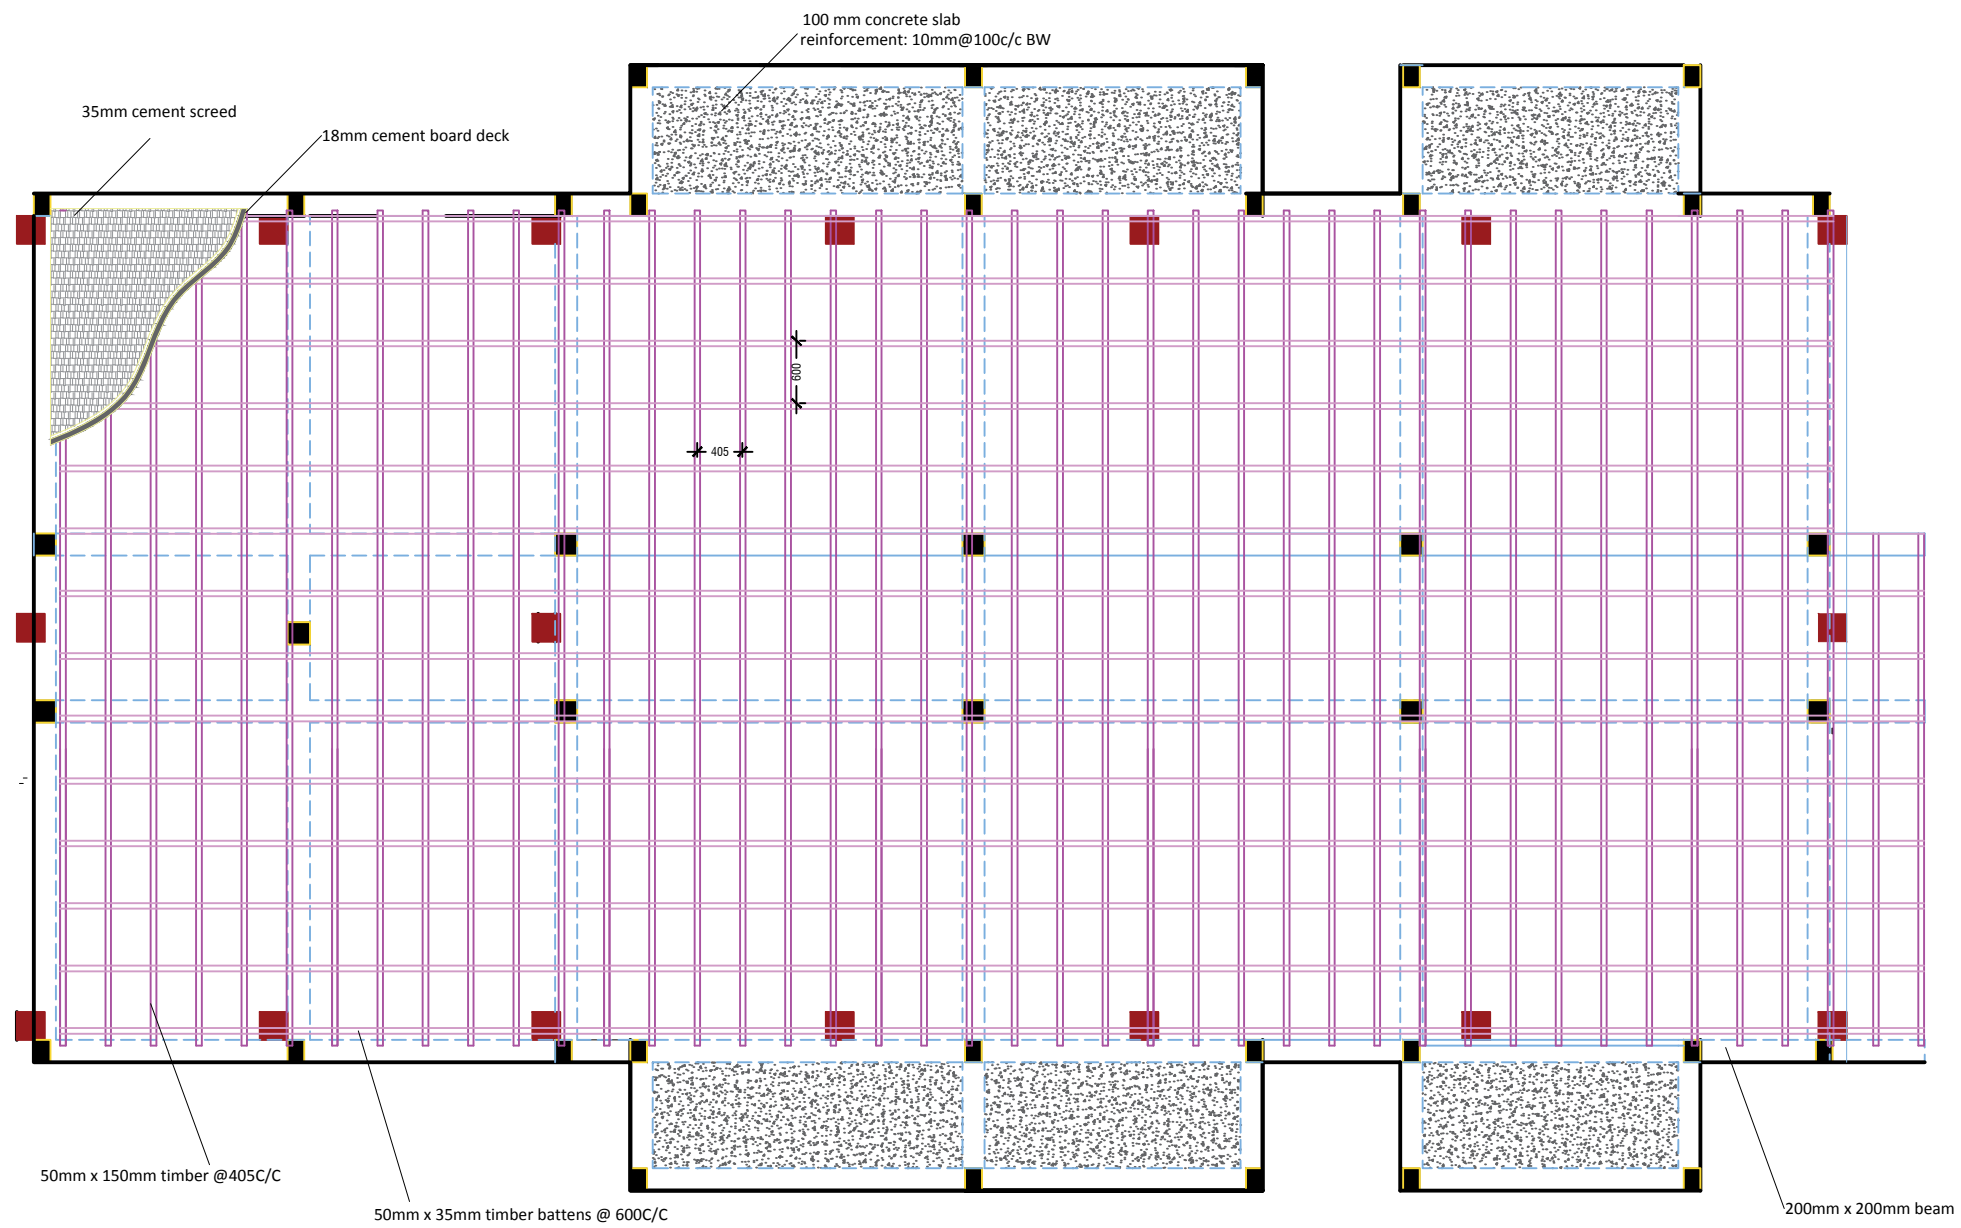 100 mm concrete slab
reinforcement: 10mm@100c/c BW
35mm cement screed
18mm cement board deck
600
405
50mm x 150mm timber @405C/C
50mm x 35mm timber battens @ 600C/C
200mm x 200mm beam